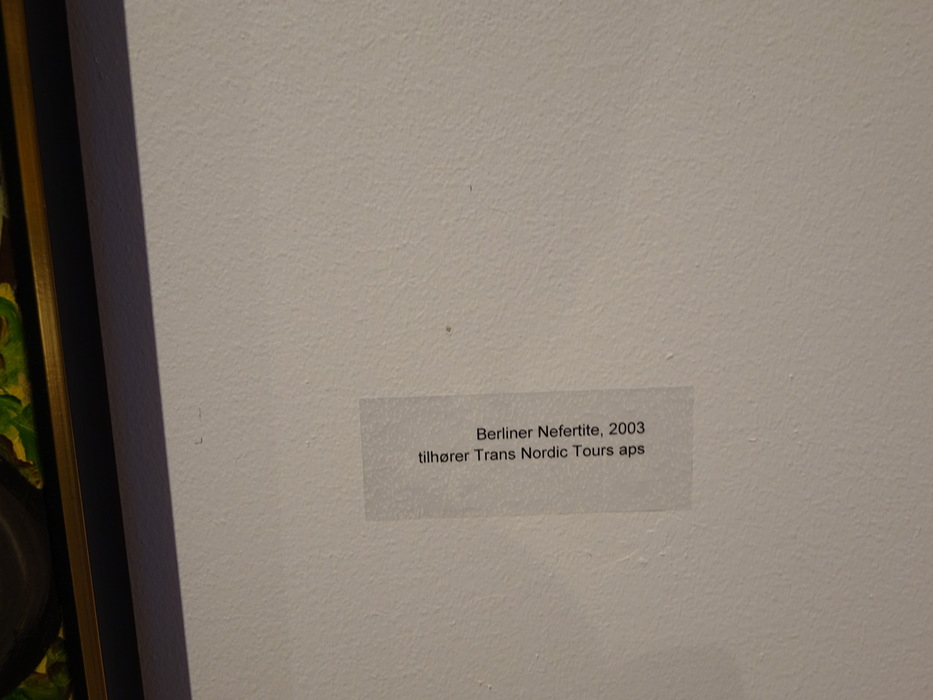 Berliner Nefertite, 2003
tilhører Trans Nordic Tours aps